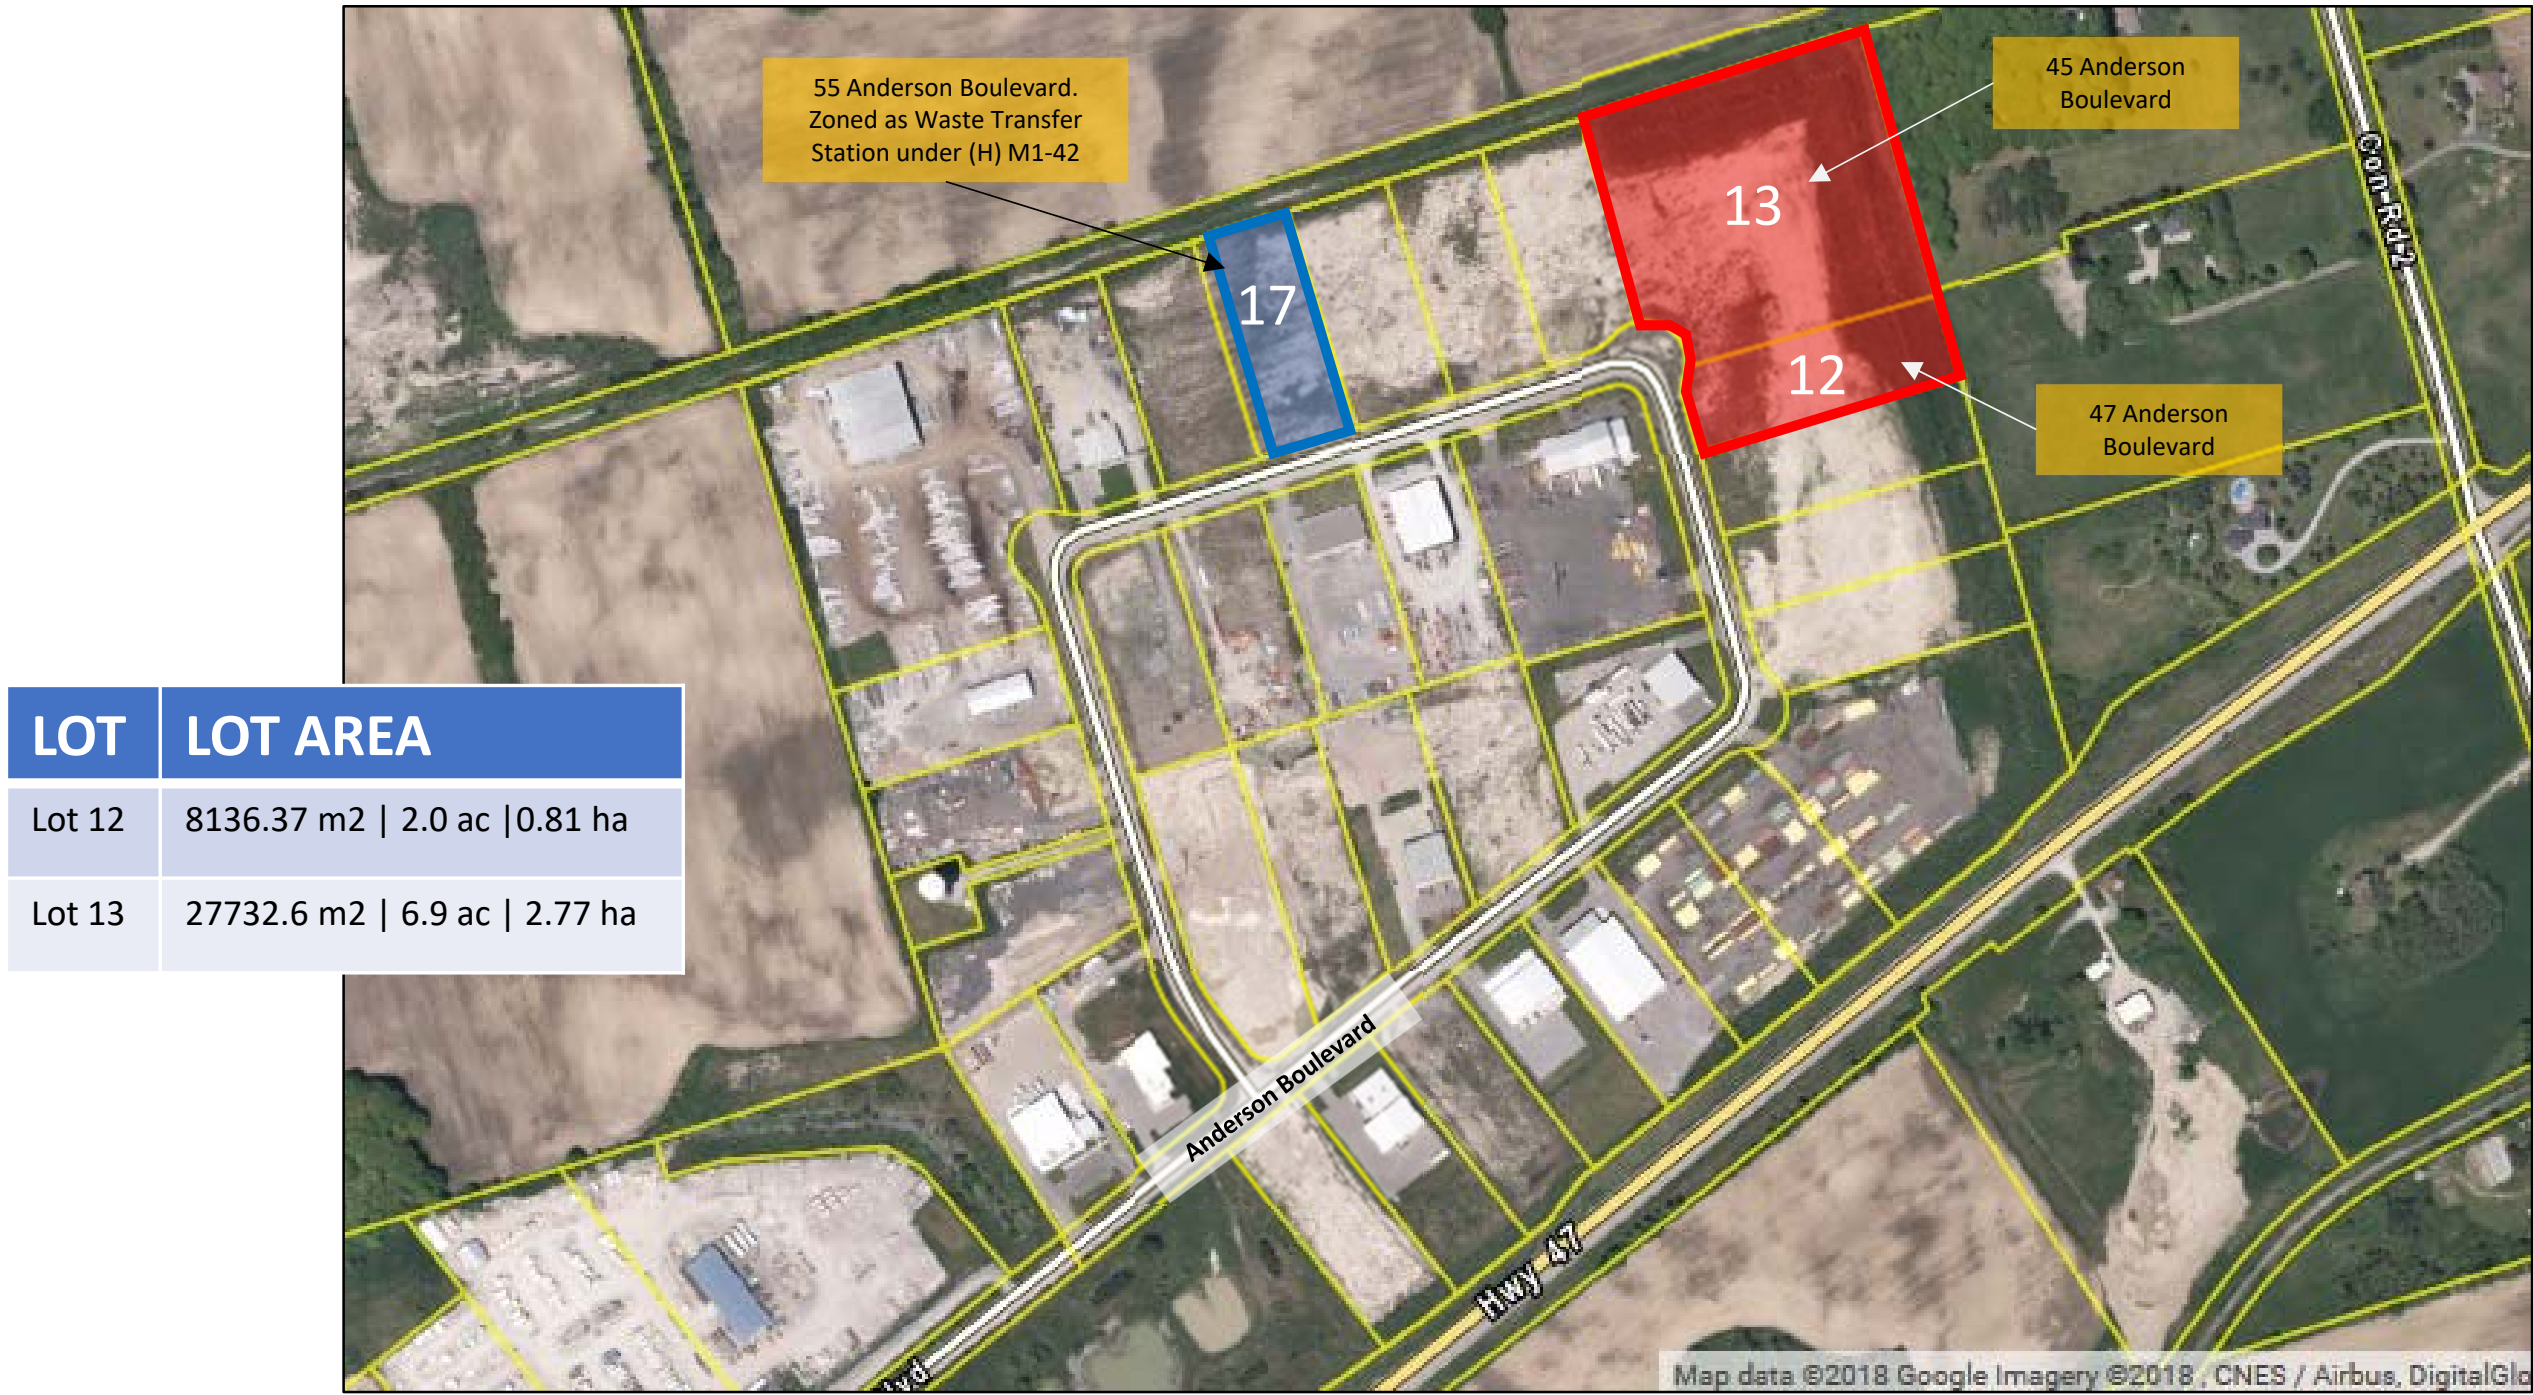 55 Anderson Boulevard.
Zoned as Waste Transfer
Station under (H) M1-42
45 Anderson
Boulevard
13
17
12
47 Anderson
Boulevard
Con Rd 2
LOT LOT AREA
Lot 12 8136.37 m2 | 2.0 ac |0.81 ha
Lot 13 27732.6 m2 | 6.9 ac | 2.77 ha
Anderson Boulevard
Hwy 47
lvd
Map data ©2018 Google Imagery ©2018 , CNES / Airbus, DigitalGlo